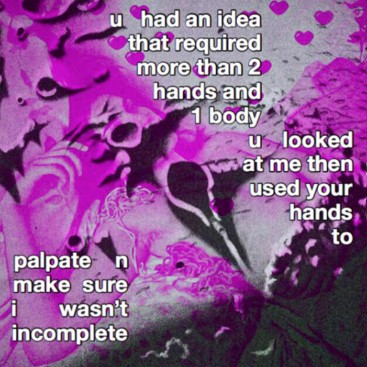 u had an idea
that required
more than 2
hands and
1 body
u looked
at me then
used your
hands
to
palpate n
make sure
i wasn't
incomplete